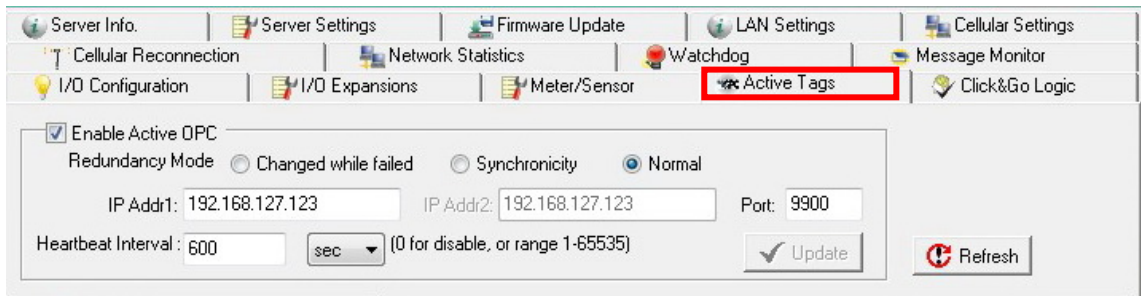 Server Info. Server Settings Firmware Update LAN Settings Cellular Settings
Cellular Reconnection Network Statistics Watchdog Message Monitor
I/O Configuration I/O Expansions Meter/Sensor Active Tags Click&Go Logic
Enable Active OPC
Redundancy Mode Changed while failed Synchronicity Normal
IP Addr1: 192.168.127.123 IP Addr2: 192.168.127.123 Port: 9900
Heartbeat Interval : 600 sec (0 for disable, or range 1-65535) Update Refresh